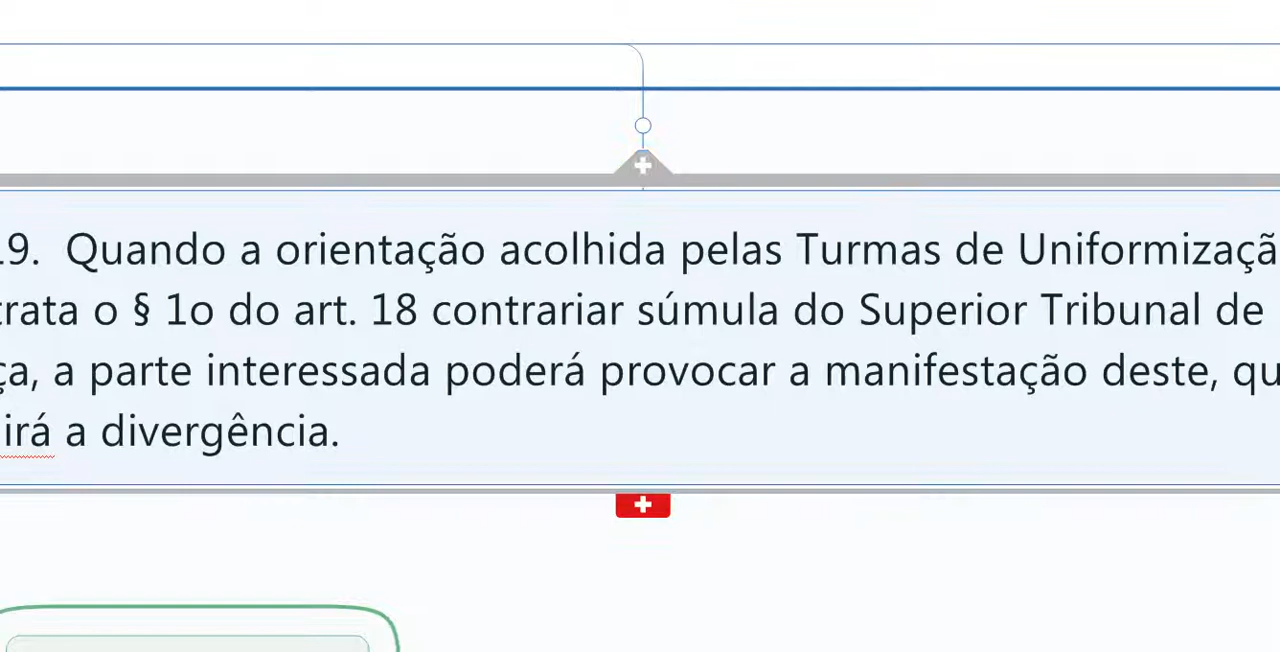 .9. Quando a orientação acolhida pelas Turmas de Uniformizaçã
trata o § 1o do art. 18 contrariar súmula do Superior Tribunal de
ça, a parte interessada poderá provocar a manifestação deste, qu
irá a divergência.